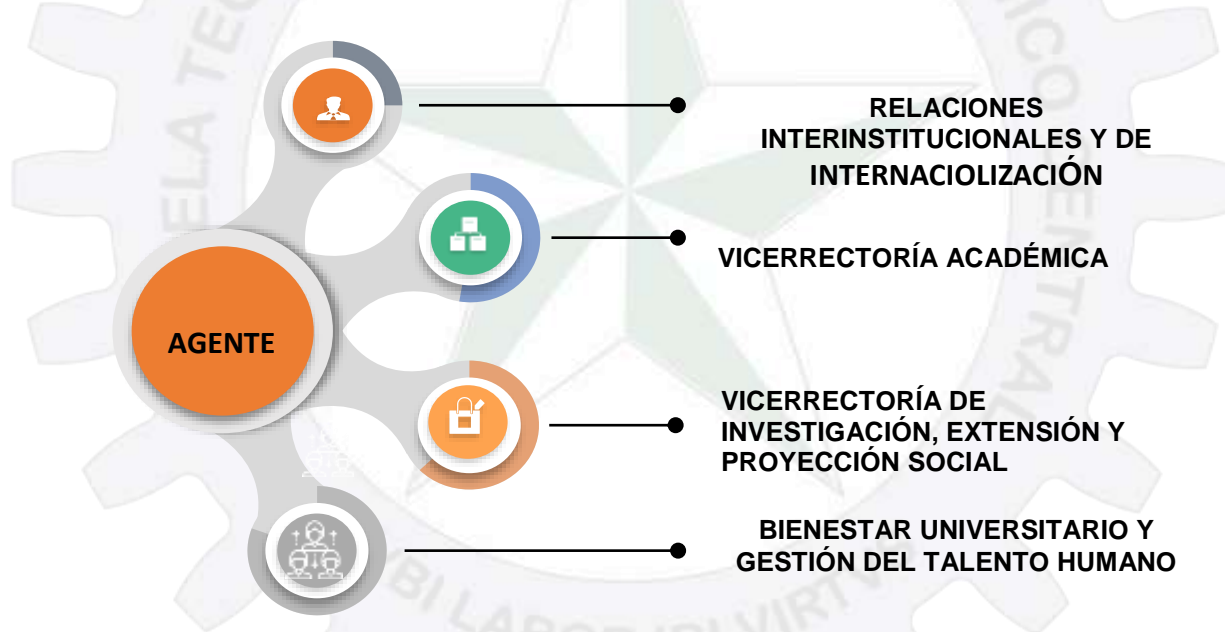 RELACIONES
INTERINSTITUCIONALES Y DE
INTERNACIOLIZACIÓN
VICERRECTORÍA ACADÉMICA
AGENTE
VICERRECTORÍA DE
INVESTIGACIÓN, EXTENSIÓN Y
PROYECCIÓN SOCIAL
BIENESTAR UNIVERSITARIO Y
GESTIÓN DEL TALENTO HUMANO